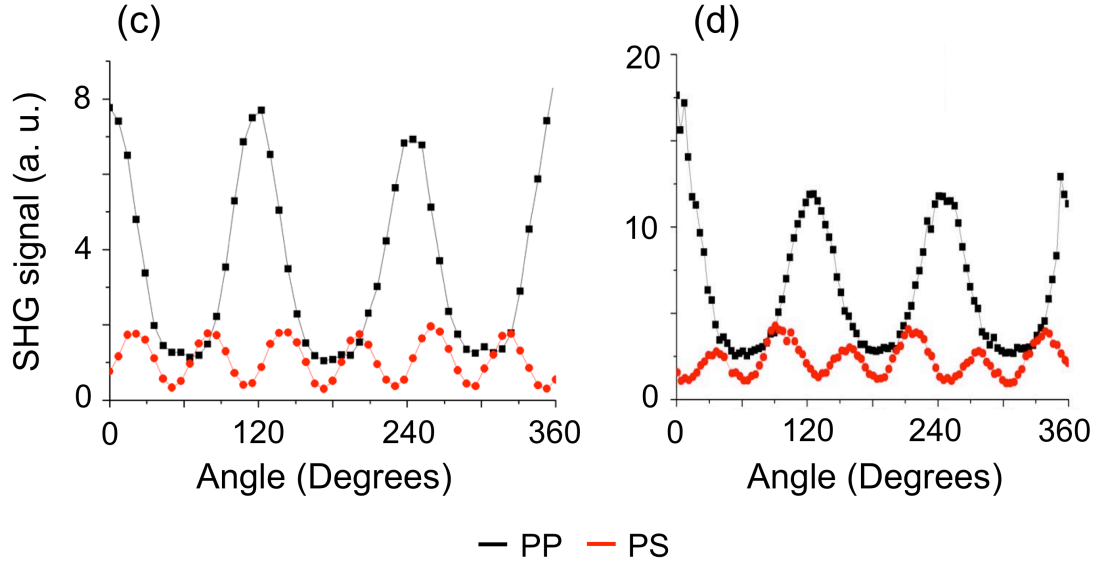 (c)
(d)
SHG signal (a. u.)
8
4
0
0 120 240 360
Angle (Degrees)
20
10
0
0 120 240 360
Angle (Degrees)
PP PS